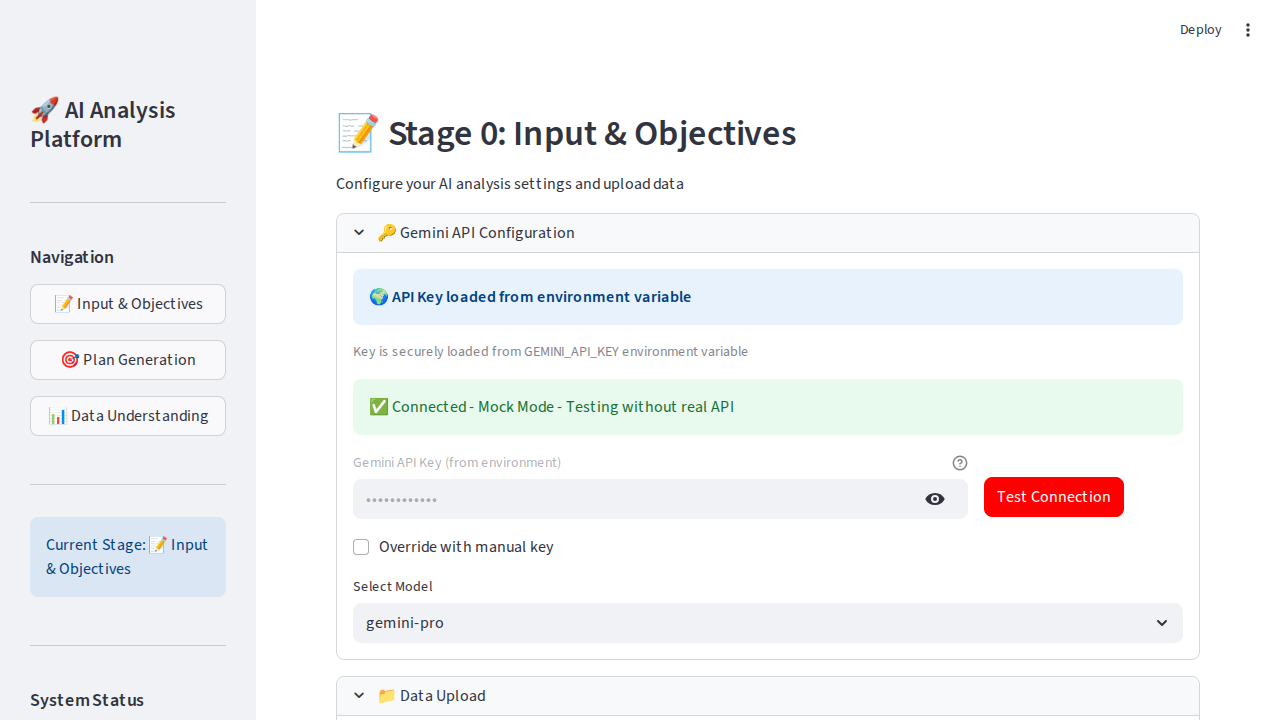 Deploy
🚀 AI Analysis
Platform
Navigation
📝 Input & Objectives
🎯 Plan Generation
📊 Data Understanding
Current Stage: 📝 Input
& Objectives
System Status
📝 Stage 0: Input & Objectives
Configure your AI analysis settings and upload data
🔑 Gemini API Configuration
🌍 API Key loaded from environment variable
Key is securely loaded from GEMINI_API_KEY environment variable
✅ Connected - Mock Mode - Testing without real API
Gemini API Key (from environment)
••••••••••••
Test Connection
Override with manual key
Select Model
gemini-pro
📁 Data Upload